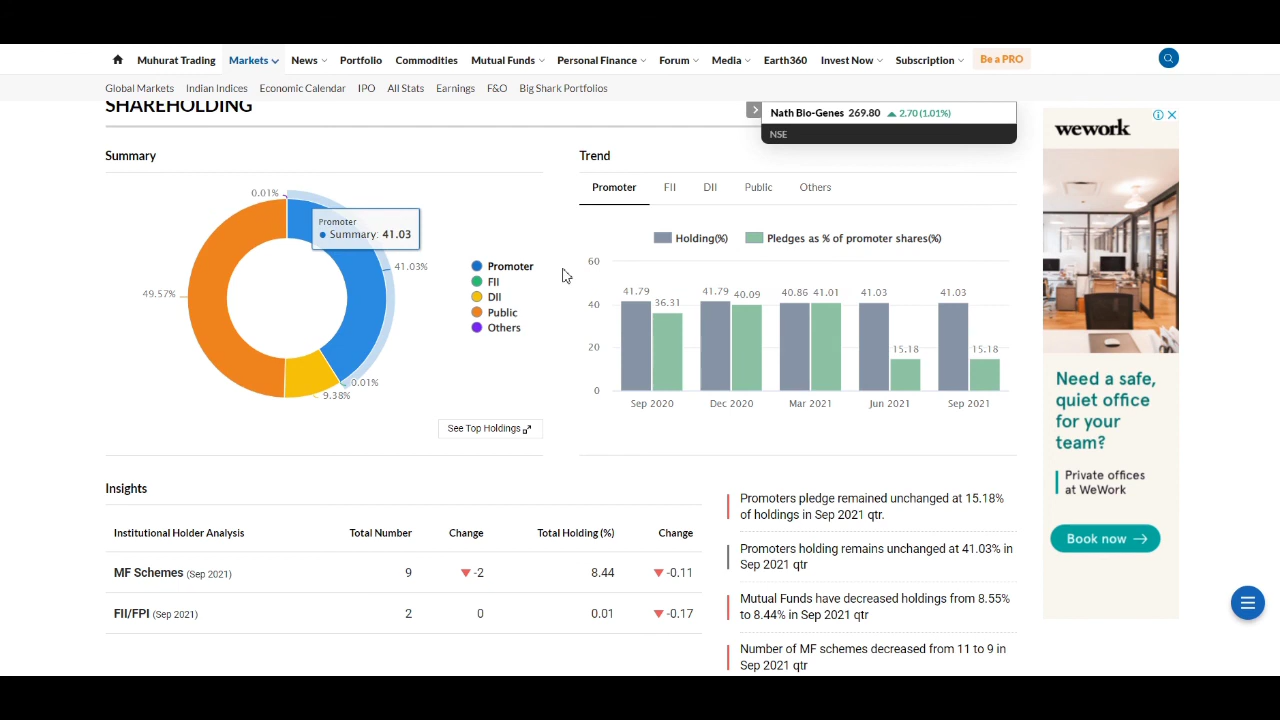 Muhurat Trading Markets News Portfolio Commodities Mutual Funds Personal Finance Forum Media Earth360 Invest Now Subscription Be a PRO
Global Markets Indian Indices Economic Calendar IPO All Stats Earnings F&O Big Shark Portfolios
SHAREHOLDING
Nath Bio-Genes 269.80 2.70 (1.01%)
NSE
Summary
0.01%
Promoter
Summary: 41.03
41.03%
49.57%
0.01%
9.38%
Promoter
FII
DII
Public
Others
See Top Holdings
Trend
Promoter FII DII Public Others
Holding(%) Pledges as % of promoter shares(%)
60
40
20
0
41.79 36.31 41.79 40.09 40.86 41.01 41.03 15.18 41.03 15.18
Sep 2020 Dec 2020 Mar 2021 Jun 2021 Sep 2021
Insights
Institutional Holder Analysis Total Number Change Total Holding (%) Change
MF Schemes (Sep 2021) 9 -2 8.44 -0.11
FII/FPI (Sep 2021) 2 0 0.01 -0.17
Promoters pledge remained unchanged at 15.18%
of holdings in Sep 2021 qtr.
Promoters holding remains unchanged at 41.03% in
Sep 2021 qtr
Mutual Funds have decreased holdings from 8.55%
to 8.44% in Sep 2021 qtr
Number of MF schemes decreased from 11 to 9 in
Sep 2021 qtr
wework
Need a safe,
quiet office
for your
team?
Private offices
at WeWork
Book now